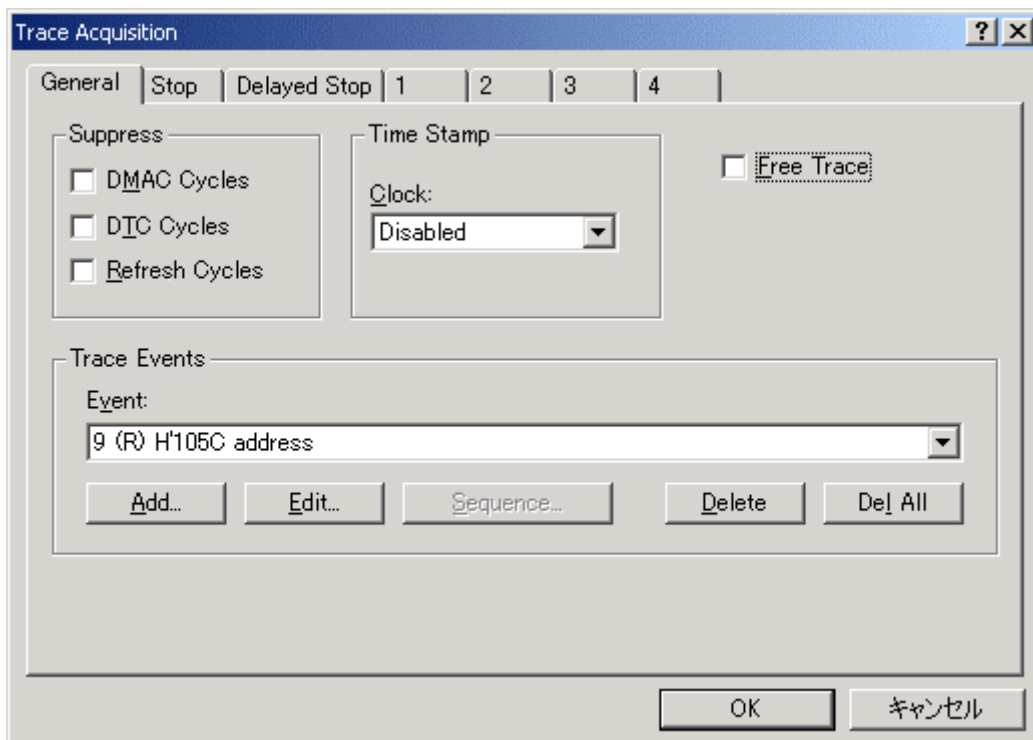 Trace Acquisition
General Stop Delayed Stop 1 2 3 4
Suppress
DMAC Cycles
DTC Cycles
Refresh Cycles
Time Stamp
Clock:
Disabled
Free Trace
Trace Events
Event:
9 (R) H'105C address
Add... Edit... Sequence... Delete Del All
OK キャンセル